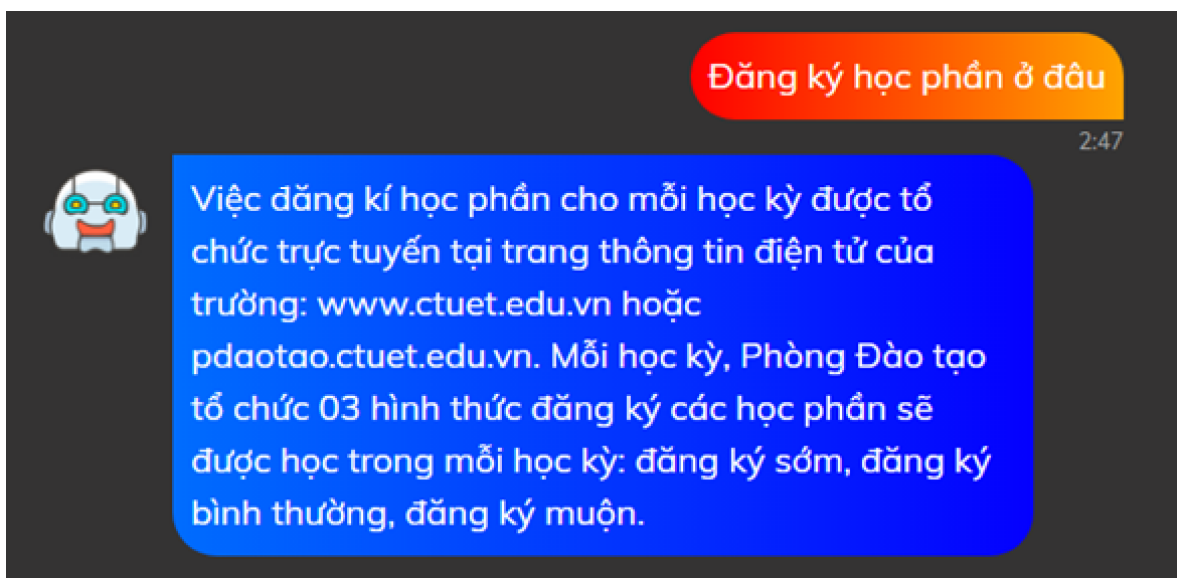 Đăng ký học phần ở đâu
2:47
Việc đăng kí học phần cho mỗi học kỳ được tổ
chức trực tuyến tại trang thông tin điện tử của
trường: www.ctuet.edu.vn hoặc
pdaotao.ctuet.edu.vn. Mỗi học kỳ, Phòng Đào tạo
tổ chức 03 hình thức đăng ký các học phần sẽ
được học trong mỗi học kỳ: đăng ký sớm, đăng ký
bình thường, đăng ký muộn.